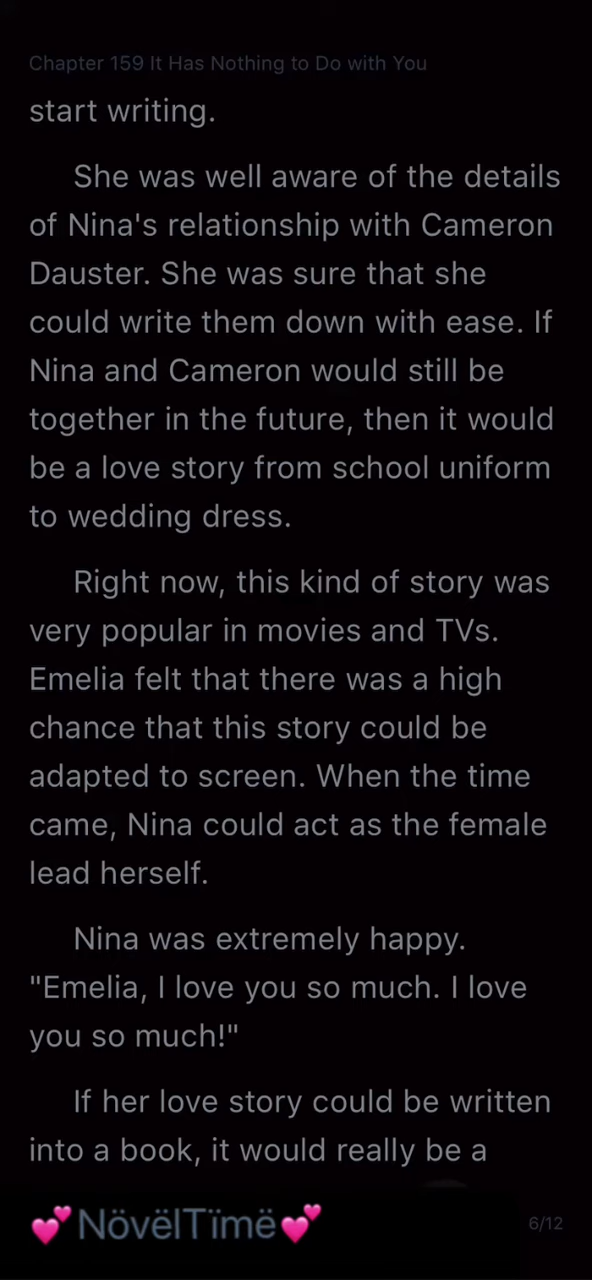 Chapter 159 It Has Nothing to Do with You
start writing.
She was well aware of the details
of Nina's relationship with Cameron
Dauster. She was sure that she
could write them down with ease. If
Nina and Cameron would still be
together in the future, then it would
be a love story from school uniform
to wedding dress.
Right now, this kind of story was
very popular in movies and TVs.
Emelia felt that there was a high
chance that this story could be
adapted to screen. When the time
came, Nina could act as the female
lead herself.
Nina was extremely happy.
"Emelia, I love you so much. I love
you so much!"
If her love story could be written
into a book, it would really be a
💕NövëlTïmë💕
6/12